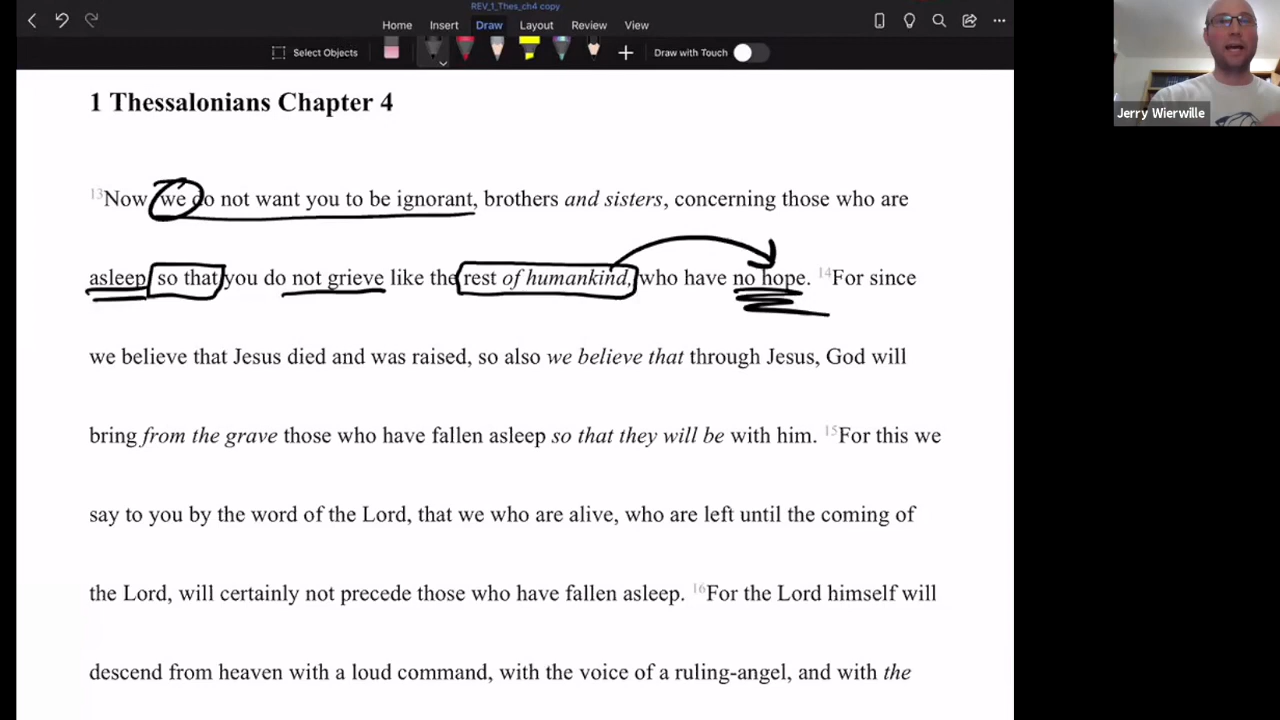 REV_1_Thes_ch4 copy
Home Insert Draw Layout Review View
Select Objects Draw with Touch
Jerry Wierwille
1 Thessalonians Chapter 4
13Now we do not want you to be ignorant, brothers and sisters, concerning those who are
asleep so that you do not grieve like the rest of humankind, who have no hope. 14For since
we believe that Jesus died and was raised, so also we believe that through Jesus, God will
bring from the grave those who have fallen asleep so that they will be with him. 15For this we
say to you by the word of the Lord, that we who are alive, who are left until the coming of
the Lord, will certainly not precede those who have fallen asleep. 16For the Lord himself will
descend from heaven with a loud command, with the voice of a ruling-angel, and with the